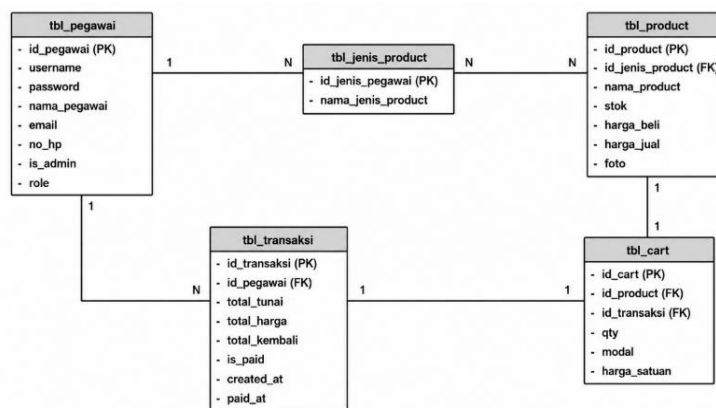 tbl_pegawai
- id_pegawai (PK)
- username
- password
- nama_pegawai
- email
- no_hp
- is_admin
- role
1
N
tbl_jenis_product
- id_jenis_pegawai (PK)
- nama_jenis_product
N
N
tbl_product
- id_product (PK)
- id_jenis_product (FK)
- nama_product
- stok
- harga_beli
- harga_jual
- foto
1
1
1
N
tbl_transaksi
- id_transaksi (PK)
- id_pegawai (FK)
- total_tunai
- total_harga
- total_kembali
- is_paid
- created_at
- paid_at
1
1
tbl_cart
- id_cart (PK)
- id_product (FK)
- id_transaksi (FK)
- qty
- modal
- harga_satuan